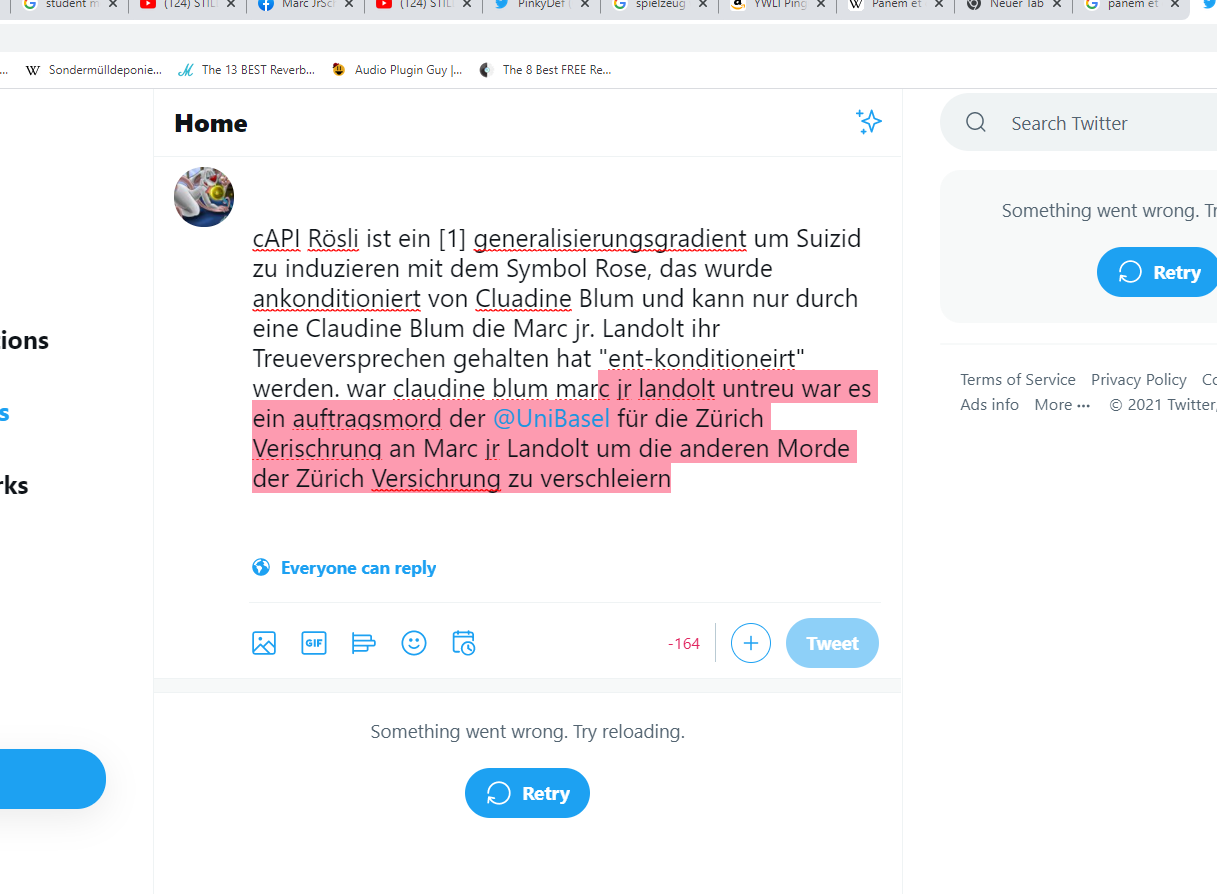 student m × (124) STIL × Marc JrSc × (124) STIL × PinkyDef × spielzeug × YWLI Ping × Panem et × Neuer Tab × panem et ×
... Sondermülldeponie... The 13 BEST Reverb... Audio Plugin Guy |... The 8 Best FREE Re...
Home
Search Twitter
cAPI Rösli ist ein [1] generalisierungsgradient um Suizid
zu induzieren mit dem Symbol Rose, das wurde
ankonditioniert von Cluadine Blum und kann nur durch
eine Claudine Blum die Marc jr. Landolt ihr
Treueversprechen gehalten hat "ent-konditioneirt"
werden. war claudine blum marc jr landolt untreu war es
ein auftragsmord der @UniBasel für die Zürich
Verischrung an Marc jr Landolt um die anderen Morde
der Zürich Versichrung zu verschleiern
Everyone can reply
GIF
-164
Tweet
Something went wrong. Try reloading.
Retry
tions
s
rks
Something went wrong. Tr
Retry
Terms of Service Privacy Policy Co
Ads info More ··· © 2021 Twitter,